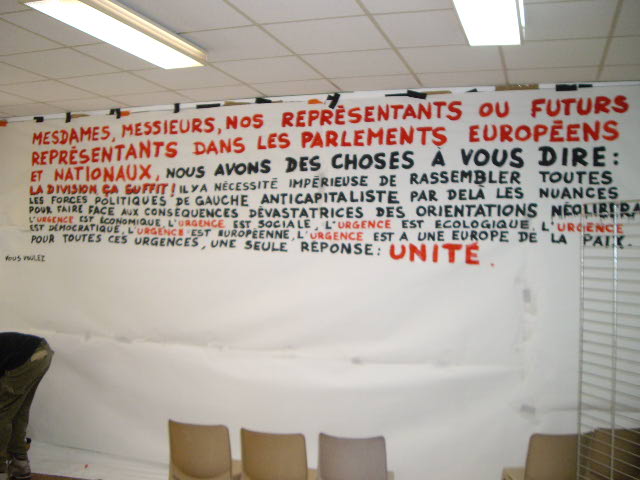 MESDAMES, MESSIEURS, NOS REPRÉSENTANTS OU FUTURS
REPRÉSENTANTS DANS LES PARLEMENTS EUROPÉENS
ET NATIONAUX, NOUS AVONS DES CHOSES À VOUS DIRE:
LA DIVISION ÇA SUFFIT! IL Y A NÉCESSITÉ IMPÉRIEUSE DE RASSEMBLER TOUTES
LES FORCES POLITIQUES DE GAUCHE ANTICAPITALISTE PAR DELÀ LES NUANCES
POUR FAIRE FACE AUX CONSÉQUENCES DÉVASTATRICES DES ORIENTATIONS NÉOLIBÉRA
L'URGENCE EST ÉCONOMIQUE, L'URGENCE EST SOCIALE, L'URGENCE EST ECOLOGIQUE, L'URGENCE
EST DÉMOCRATIQUE, L'URGENCE EST EUROPÉENNE, L'URGENCE EST À UNE EUROPE DE LA PAIX.
POUR TOUTES CES URGENCES, UNE SEULE RÉPONSE: UNITÉ.
VOUS VOULEZ